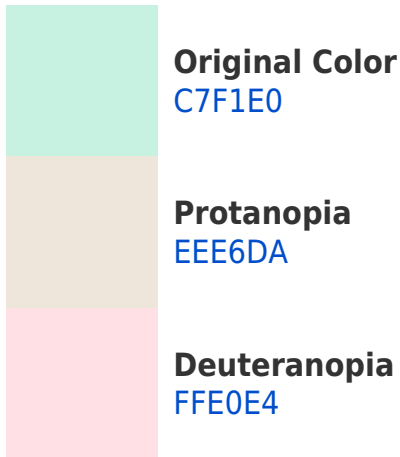 Original Color
C7F1E0
Protanopia
EEE6DA
Deuteranopia
FFE0E4